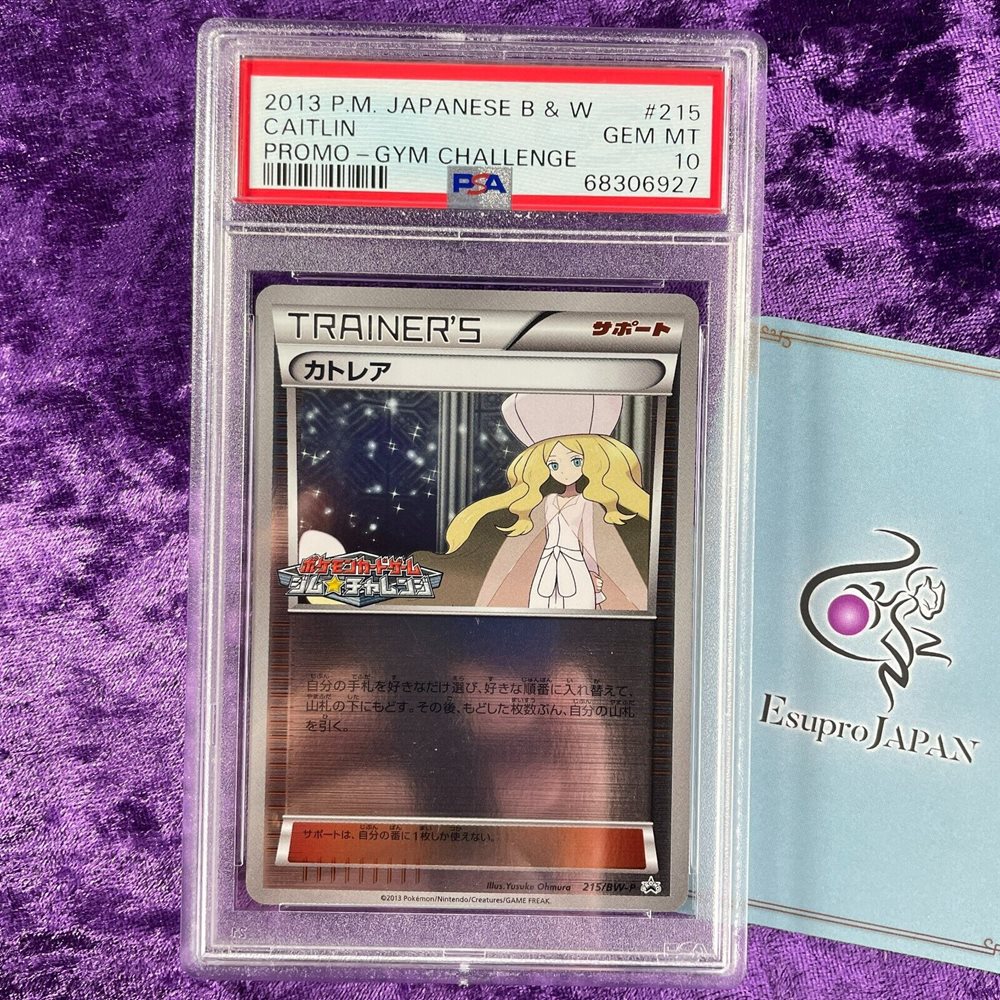 2013 P.M. JAPANESE B & W #215
CAITLIN GEM MT
PROMO – GYM CHALLENGE 10
PSA 68306927
TRAINER'S サポート
カトレア
ポケモンカードゲーム
ジム★チャレンジ
自分の手札を好きなだけ選び、好きな順番に入れ替えて、
山札の下にもどす。その後、もどした枚数ぶん、自分の山札
を引く。
サポートは、自分の番に1枚しか使えない。
Illus.Yusuke Ohmura 215/BW-P
©2013 Pokémon/Nintendo/Creatures/GAME FREAK.
EsuproJAPAN